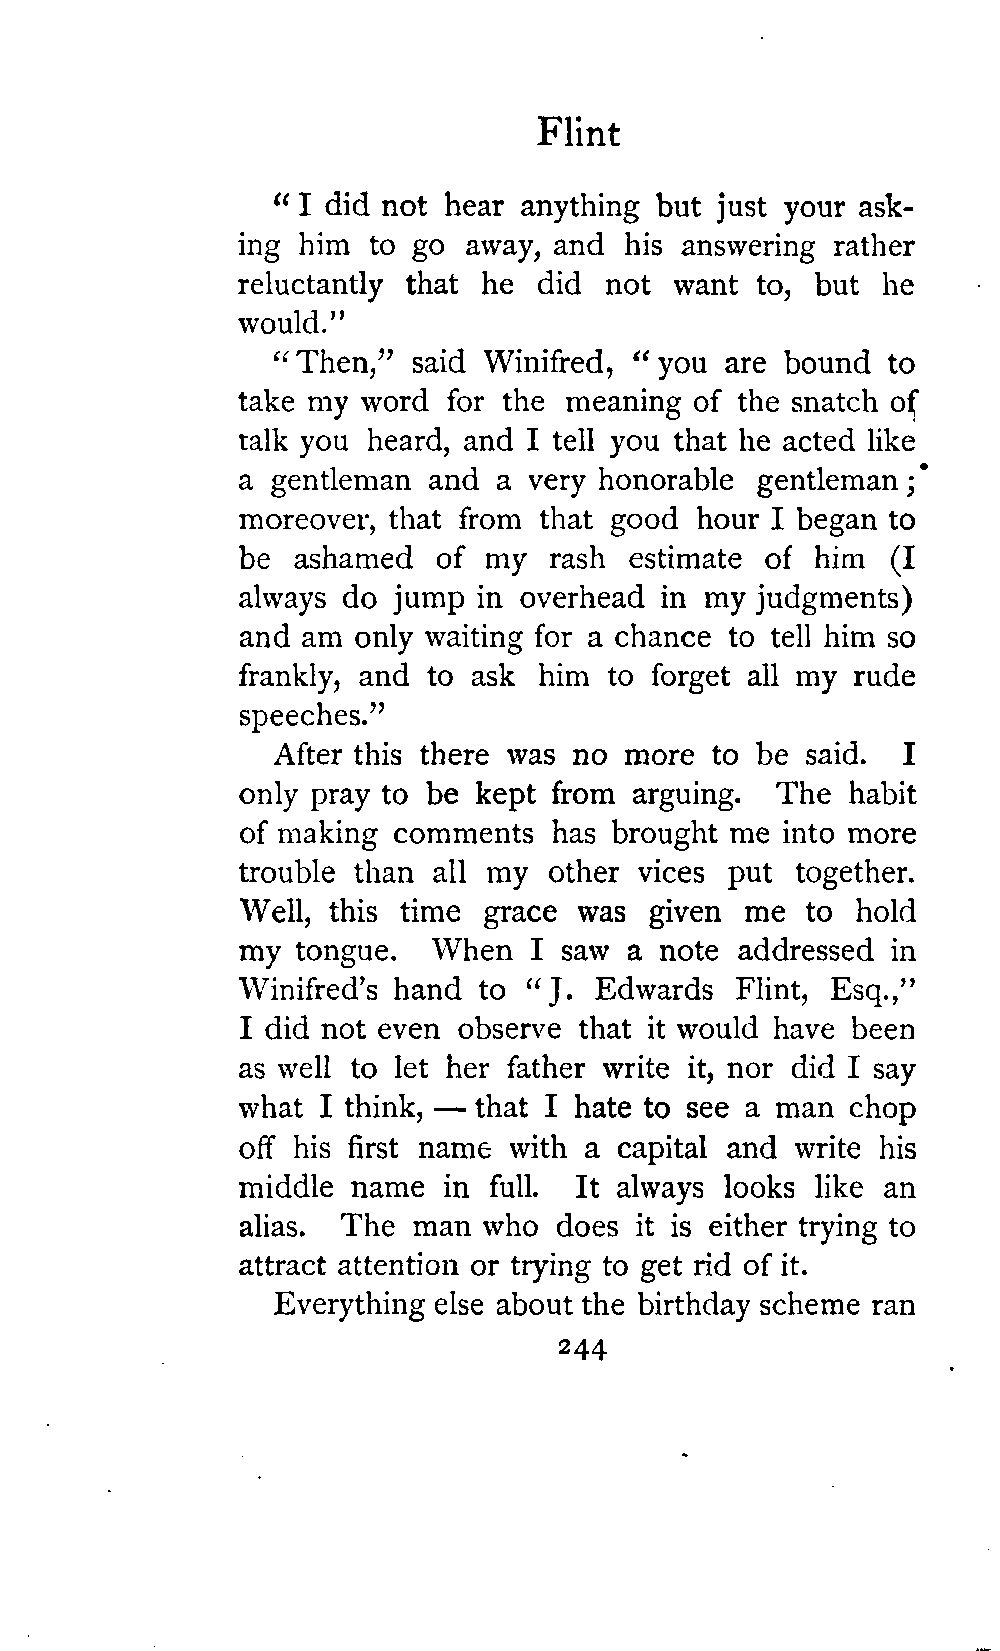 Flint
“ I did not hear anything but just your ask-
ing him to go away, and his answering rather
reluctantly that he did not want to, but he
would.”
“ Then,” said Winifred, “ you are bound to
take my word for the meaning of the snatch of
talk you heard, and I tell you that he acted like
a gentleman and a very honorable gentleman ;
moreover, that from that good hour I began to
be ashamed of my rash estimate of him (I
always do jump in overhead in my judgments)
and am only waiting for a chance to tell him so
frankly, and to ask him to forget all my rude
speeches.”
After this there was no more to be said. I
only pray to be kept from arguing. The habit
of making comments has brought me into more
trouble than all my other vices put together.
Well, this time grace was given me to hold
my tongue. When I saw a note addressed in
Winifred's hand to “ J. Edwards Flint, Esq.,”
I did not even observe that it would have been
as well to let her father write it, nor did I say
what I think, — that I hate to see a man chop
off his first name with a capital and write his
middle name in full. It always looks like an
alias. The man who does it is either trying to
attract attention or trying to get rid of it.
Everything else about the birthday scheme ran
244